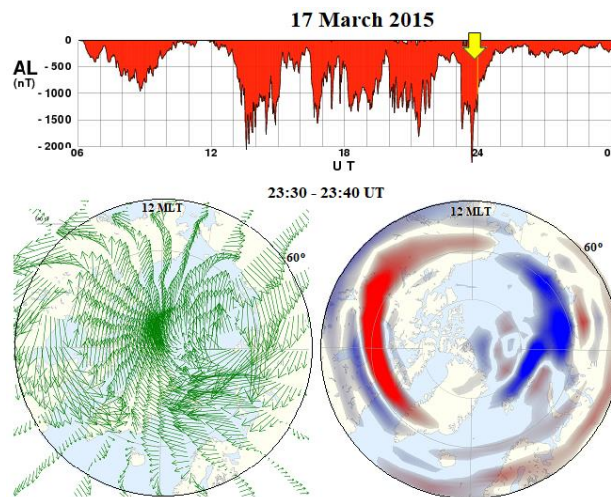 17 March 2015
AL
(nT)
0
- 500
- 1000
- 1500
- 2000
06 12 18 24 0
U T
23:30 - 23:40 UT
12 MLT 12 MLT
60° 60°